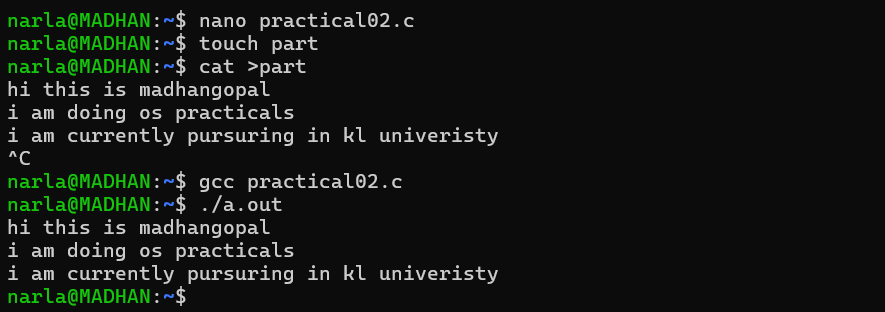 narla@MADHAN:~$ nano practical02.c
narla@MADHAN:~$ touch part
narla@MADHAN:~$ cat >part
hi this is madhangopal
i am doing os practicals
i am currently pursuring in kl univeristy
^C
narla@MADHAN:~$ gcc practical02.c
narla@MADHAN:~$ ./a.out
hi this is madhangopal
i am doing os practicals
i am currently pursuring in kl univeristy
narla@MADHAN:~$